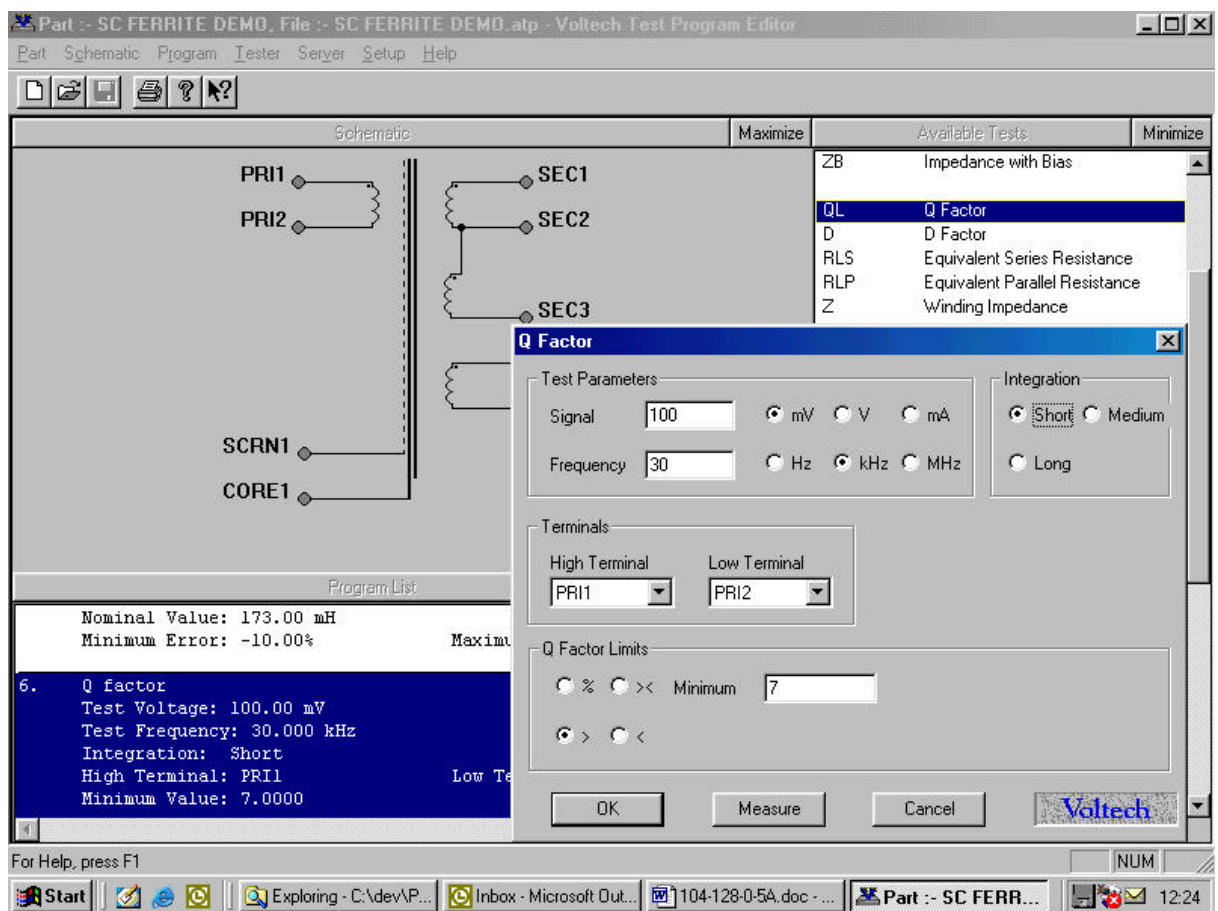 Part :- SC FERRITE DEMO, File :- SC FERRITE DEMO.atp - Voltech Test Program Editor
Part Schematic Program Tester Server Setup Help
Schematic Maximize Available Tests Minimize
PRI1
PRI2
SCRN1
CORE1
SEC1
SEC2
SEC3
ZB Impedance with Bias
QL Q Factor
D D Factor
RLS Equivalent Series Resistance
RLP Equivalent Parallel Resistance
Z Winding Impedance
Q Factor
Test Parameters
Signal 100 mV V mA
Frequency 30 Hz kHz MHz
Integration
Short Medium
Long
Terminals
High Terminal Low Terminal
PRI1 PRI2
Q Factor Limits
% >< Minimum 7
> <
OK Measure Cancel Voltech
Program List
Nominal Value: 173.00 mH
Minimum Error: -10.00% Maximu
6. Q factor
Test Voltage: 100.00 mV
Test Frequency: 30.000 kHz
Integration: Short
High Terminal: PRI1 Low Te
Minimum Value: 7.0000
For Help, press F1 NUM
Start Exploring - C:\dev\P... Inbox - Microsoft Out... 104-128-0-5A.doc - ... Part :- SC FERR... 12:24